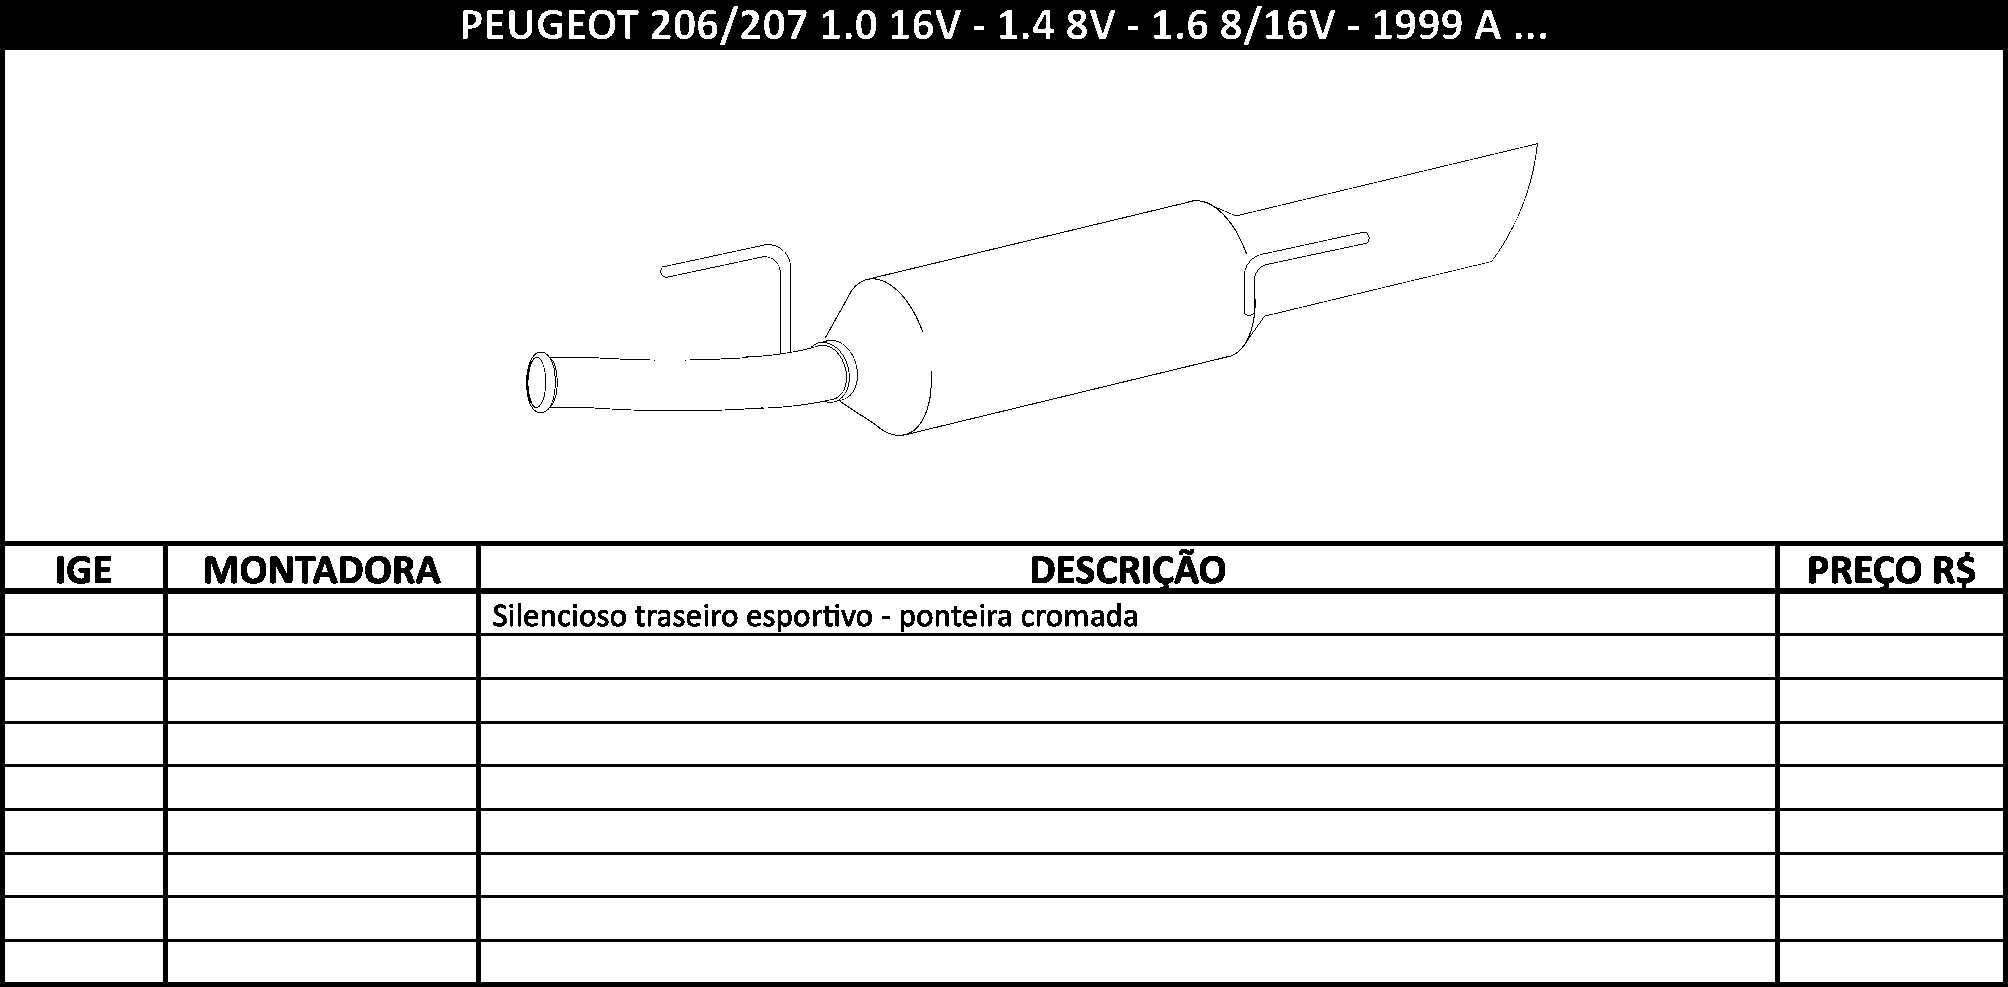 PEUGEOT 206/207 1.0 16V - 1.4 8V - 1.6 8/16V - 1999 A ...
IGE MONTADORA DESCRIÇÃO PREÇO R$
Silencioso traseiro esportivo - ponteira cromada